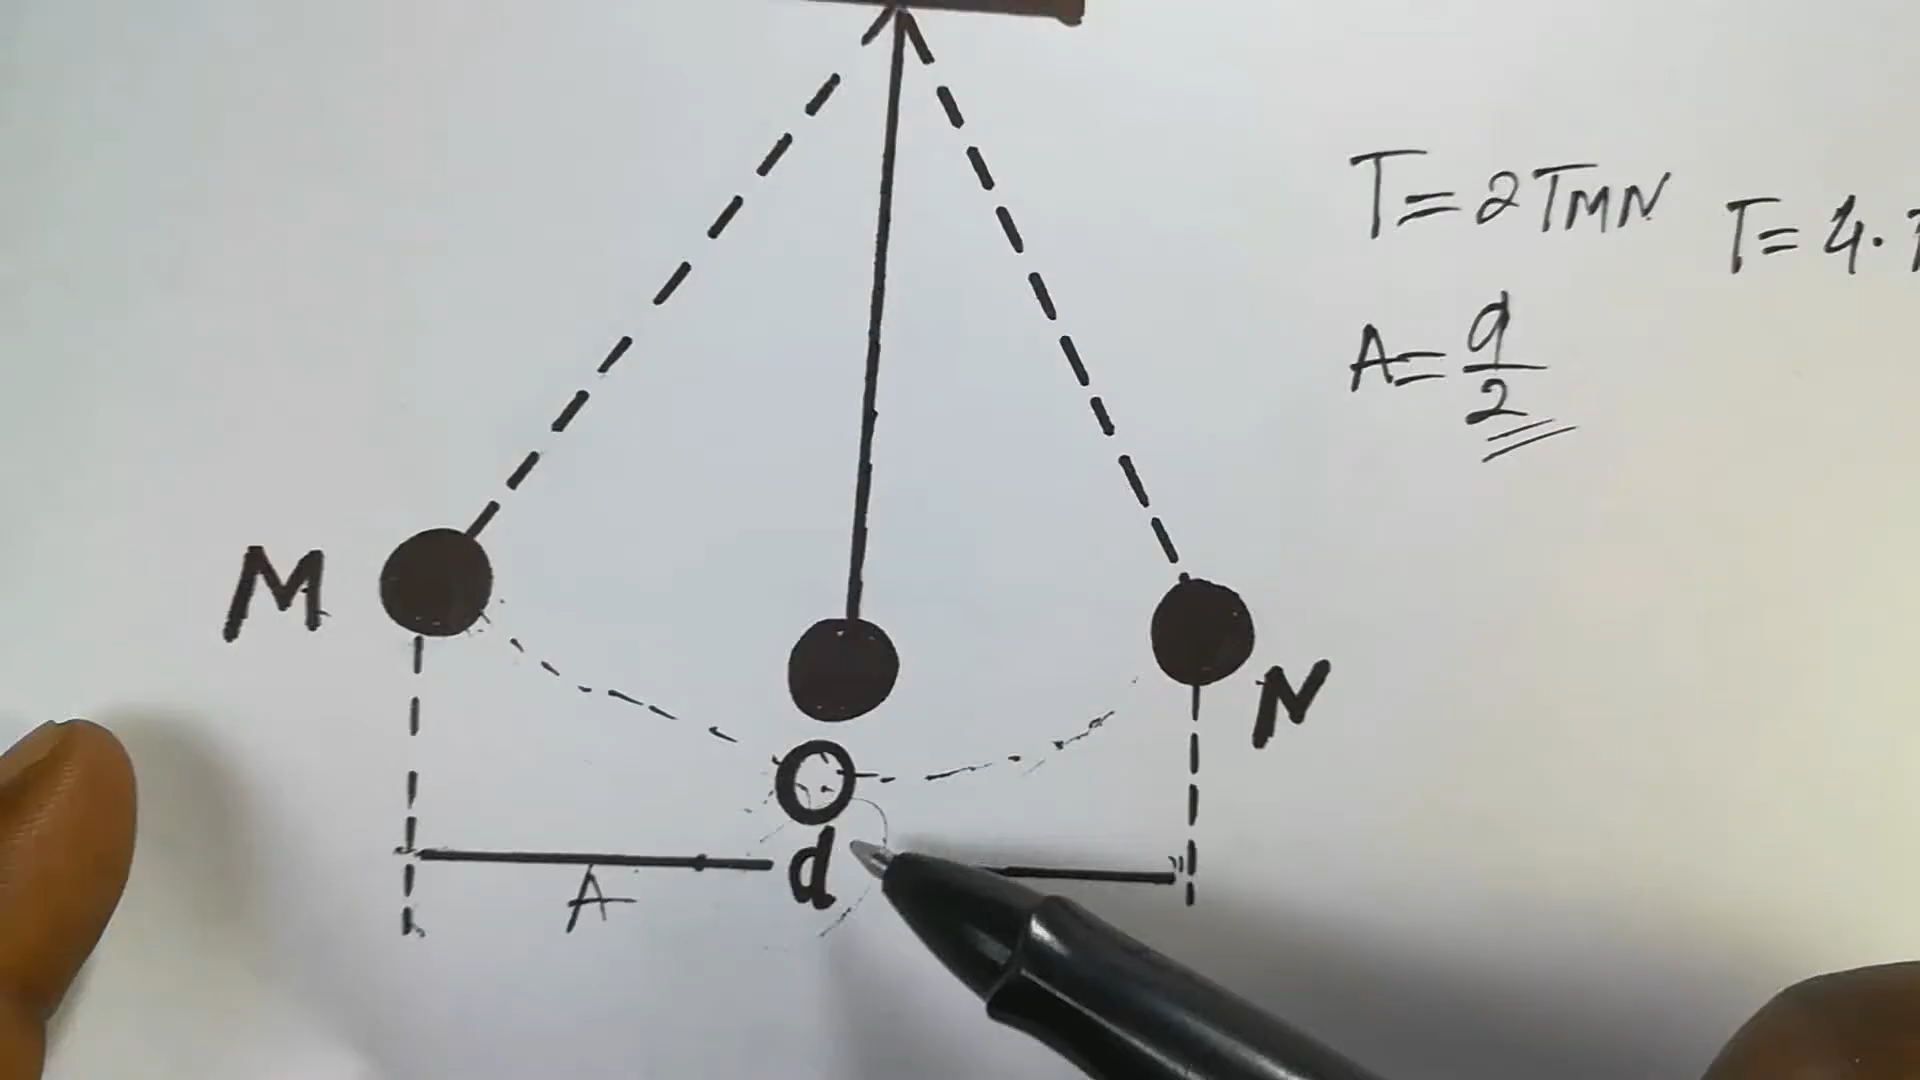 T = 2TMN
T = 4.
A = d/2
M
N
O
d
A